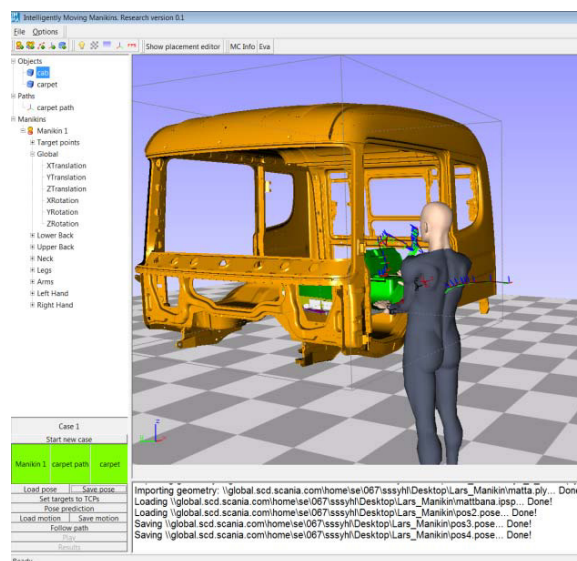 Intelligently Moving Manikins. Research version 0.1
File Options
Show placement editor MC Info Eva
Objects
cab
carpet
Paths
carpet path
Manikins
Manikin 1
Target points
Global
XTranslation
YTranslation
ZTranslation
XRotation
YRotation
ZRotation
Lower Back
Upper Back
Neck
Legs
Arms
Left Hand
Right Hand
Case 1
Start new case
Manikin 1 carpet path carpet
Load pose Save pose
Set targets to TCPs
Pose prediction
Load motion Save motion
Follow path
Play
Results
Importing geometry: \\global.scd.scania.com\home\se\067\sssyhl\Desktop\Lars_Manikin\matta.ply... Done!
Loading \\global.scd.scania.com\home\se\067\sssyhl\Desktop\Lars_Manikin\mattbana.ipsp... Done!
Loading \\global.scd.scania.com\home\se\067\sssyhl\Desktop\Lars_Manikin\pos2.pose... Done!
Saving \\global.scd.scania.com\home\se\067\sssyhl\Desktop\Lars_Manikin\pos3.pose... Done!
Saving \\global.scd.scania.com\home\se\067\sssyhl\Desktop\Lars_Manikin\pos4.pose... Done!